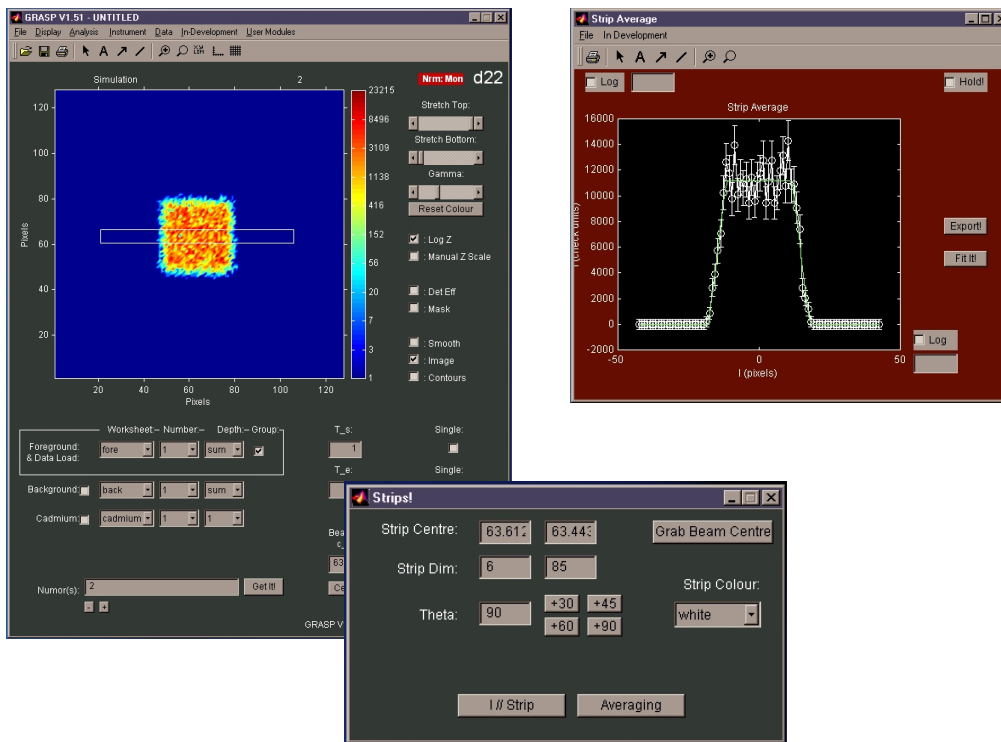 GRASP V1.51 - UNTITLED
File Display Analysis Instrument Data In-Development User Modules
Simulation 2
Nrm: Mon d22
120
100
80
60
40
20
Pixels
20 40 60 80 100 120
Pixels
23215
8496
3109
1138
416
152
56
20
7
3
1
Stretch Top:
Stretch Bottom:
Gamma:
Reset Colour
: Log Z
: Manual Z Scale
: Det Eff
: Mask
: Smooth
: Image
: Contours
Worksheet:- Number:- Depth:- Group:-
Foreground:
& Data Load:
fore 1 sum
Background:
back 1 sum
Cadmium:
cadmium 1 1
T_s: Single:
1
T_e: Single:
Numor(s): 2 Get It!
- +
63
GRASP V
Strip Average
File In Development
Log
Hold!
Strip Average
16000
14000
12000
10000
8000
6000
4000
2000
0
-2000
-50 0 50
I (pixels)
Export!
Fit It!
Log
Strips!
Strip Centre: 63.612 63.443 Grab Beam Centre
Strip Dim: 6 85
Strip Colour:
Theta: 90 +30 +45
+60 +90
white
I // Strip Averaging